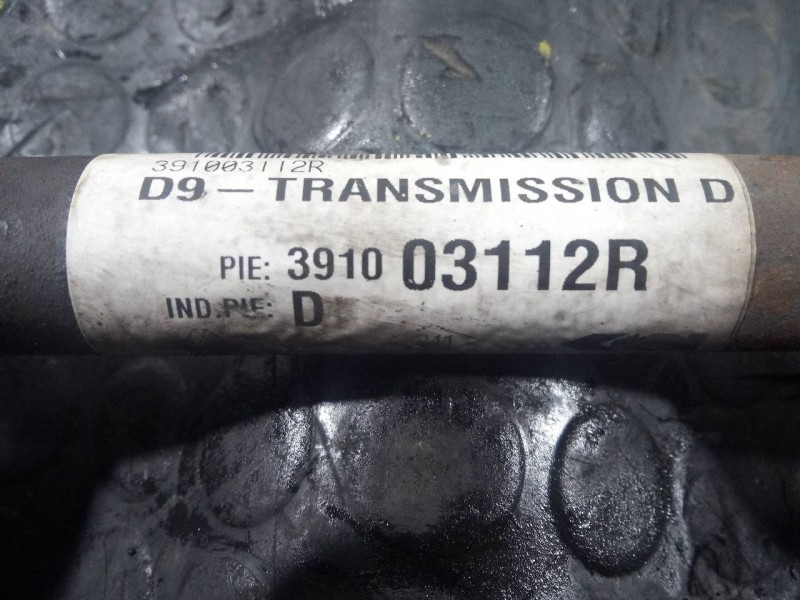 391003112R
D9-TRANSMISSION D
PIE: 3910 03112R
IND.PIE: D